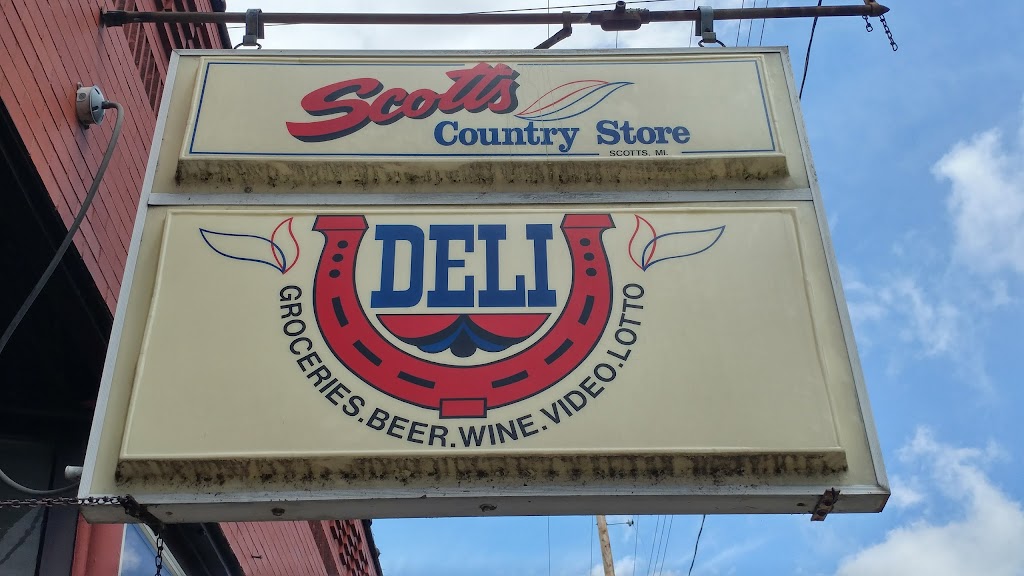 Scott's
Country Store
SCOTTS, MI.
DELI
GROCERIES.BEER.WINE.VIDEO.LOTTO